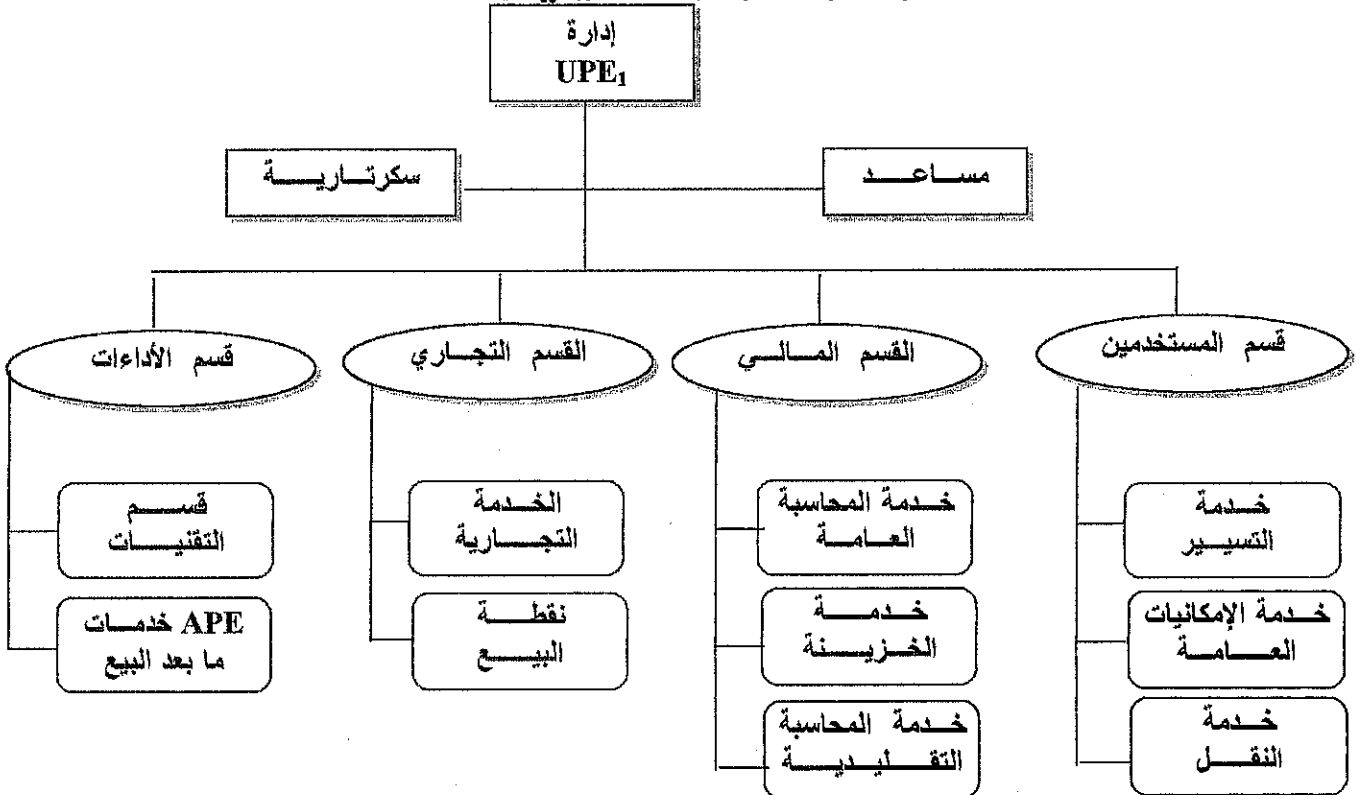 إدارة
UPE₁
مساعد
سكرتارية
قسم المستخدمين
القسم المالي
القسم التجاري
قسم الأداءات
خدمة
التسيير
خدمة الإمكانيات
العامة
خدمة
النقل
خدمة المحاسبة
العامة
خدمة
الخزينة
خدمة المحاسبة
التقليدية
الخدمة
التجارية
نقطة
البيع
قسم
التقنيات
APE خدمات
ما بعد البيع